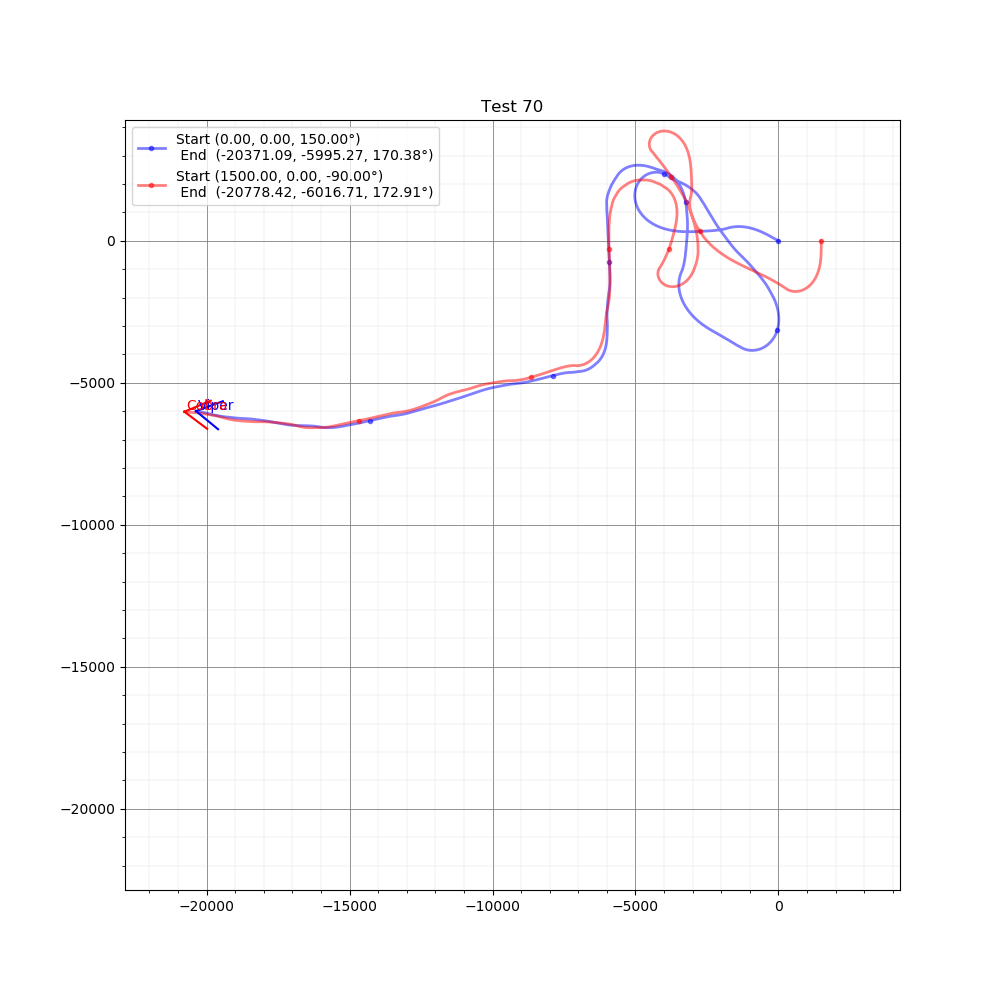 Test 70
Start (0.00, 0.00, 150.00°)
End (-20371.09, -5995.27, 170.38°)
Start (1500.00, 0.00, -90.00°)
End (-20778.42, -6016.71, 172.91°)
0
−5000
−10000
−15000
−20000
−20000 −15000 −10000 −5000 0